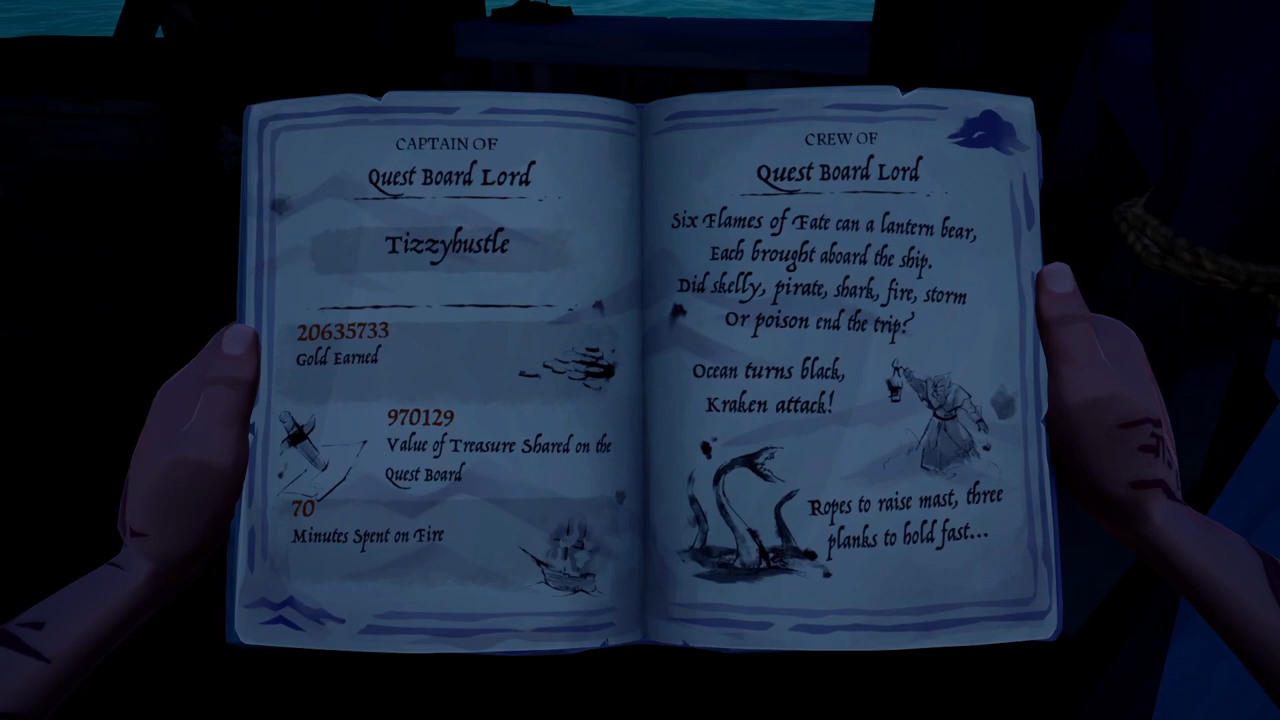 CAPTAIN OF
Quest Board Lord
Tizzybustle
20635733
Gold Earned
970129
Value of Treasure Shared on the
Quest Board
70
Minutes Spent on Fire
CREW OF
Quest Board Lord
Six Flames of Fate can a lantern bear,
Each brought aboard the ship.
Did skelly, pirate, shark, fire, storm
Or poison end the trip?
Ocean turns black,
Kraken attack!
Ropes to raise mast, three
planks to hold fast...